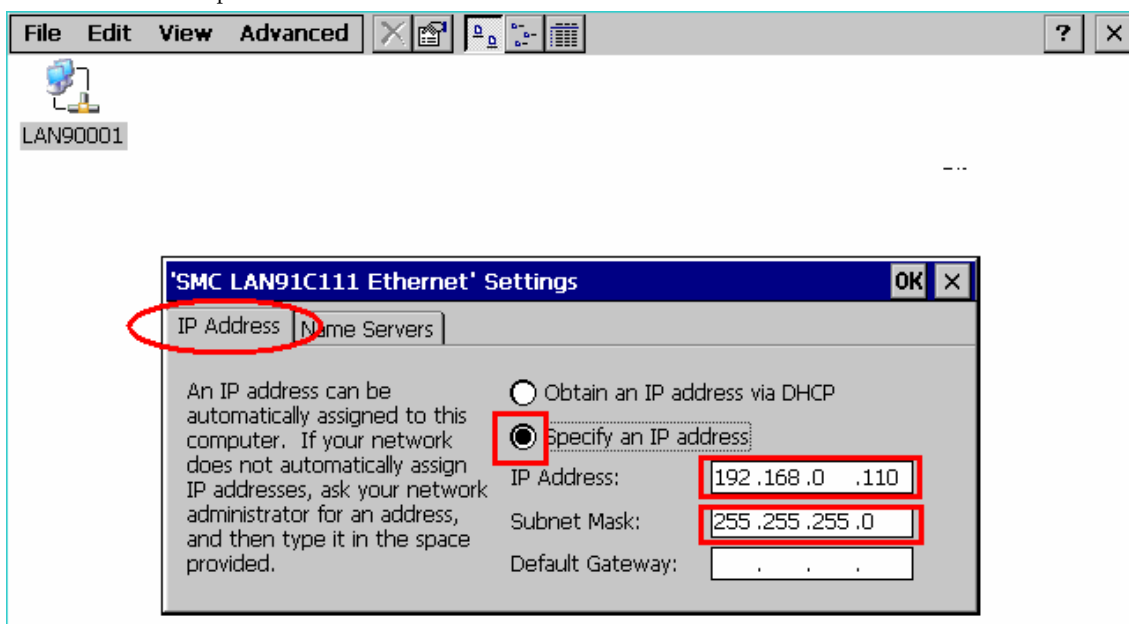 File Edit View Advanced ? ×
LAN90001
'SMC LAN91C111 Ethernet' Settings OK ×
IP Address Name Servers
An IP address can be
automatically assigned to this
computer. If your network
does not automatically assign
IP addresses, ask your network
administrator for an address,
and then type it in the space
provided.
Obtain an IP address via DHCP
Specify an IP address
IP Address: 192 .168 .0 .110
Subnet Mask: 255 .255 .255 .0
Default Gateway: . . .